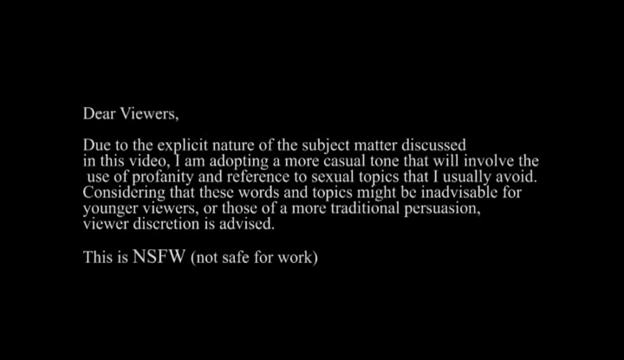 Dear Viewers,
Due to the explicit nature of the subject matter discussed
in this video, I am adopting a more casual tone that will involve the
use of profanity and reference to sexual topics that I usually avoid.
Considering that these words and topics might be inadvisable for
younger viewers, or those of a more traditional persuasion,
viewer discretion is advised.
This is NSFW (not safe for work)